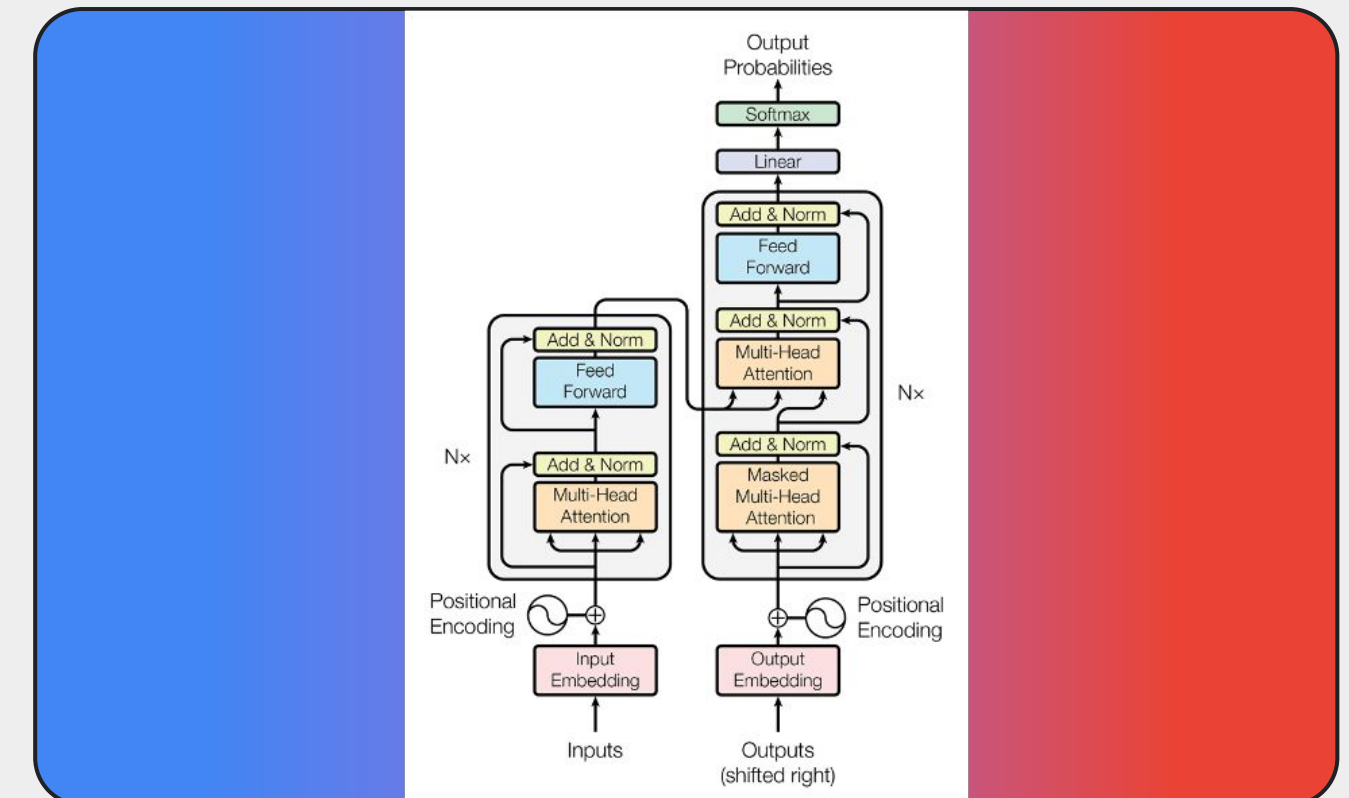 Output
Probabilities
Softmax
Linear
Add & Norm
Feed
Forward
Add & Norm
Multi-Head
Attention
Add & Norm
Masked
Multi-Head
Attention
Nx
Add & Norm
Feed
Forward
Nx
Add & Norm
Multi-Head
Attention
Positional
Encoding
Positional
Encoding
Input
Embedding
Output
Embedding
Inputs
Outputs
(shifted right)